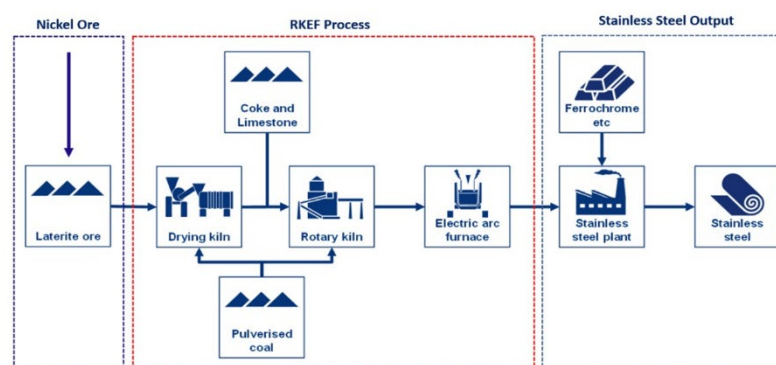 Nickel Ore
RKEF Process
Stainless Steel Output
Coke and
Limestone
Ferrochrome
etc
Laterite ore
Drying kiln
Rotary kiln
Electric arc
furnace
Stainless
steel plant
Stainless
steel
Pulverised
coal